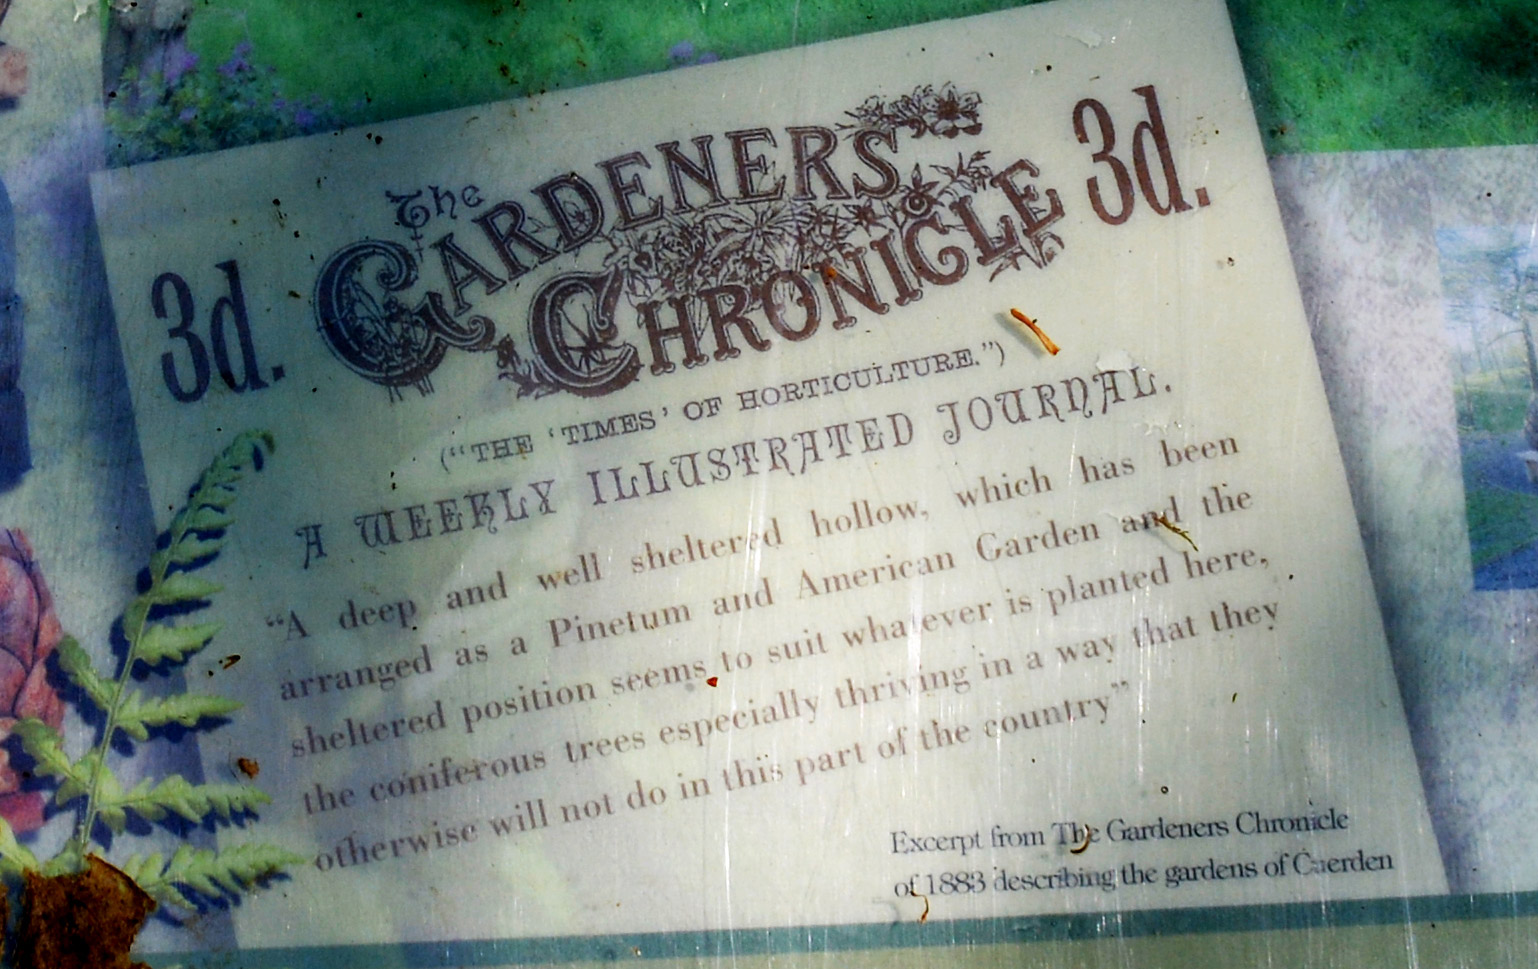 3d. The GARDENERS CHRONICLE 3d.
("THE 'TIMES' OF HORTICULTURE.")
A WEEKLY ILLUSTRATED JOURNAL.
"A deep and well sheltered hollow, which has been
arranged as a Pinetum and American Garden and the
sheltered position seems to suit whatever is planted here,
the coniferous trees especially thriving in a way that they
otherwise will not do in this part of the country"
Excerpt from The Gardeners Chronicle
of 1883 describing the gardens of Cuerden